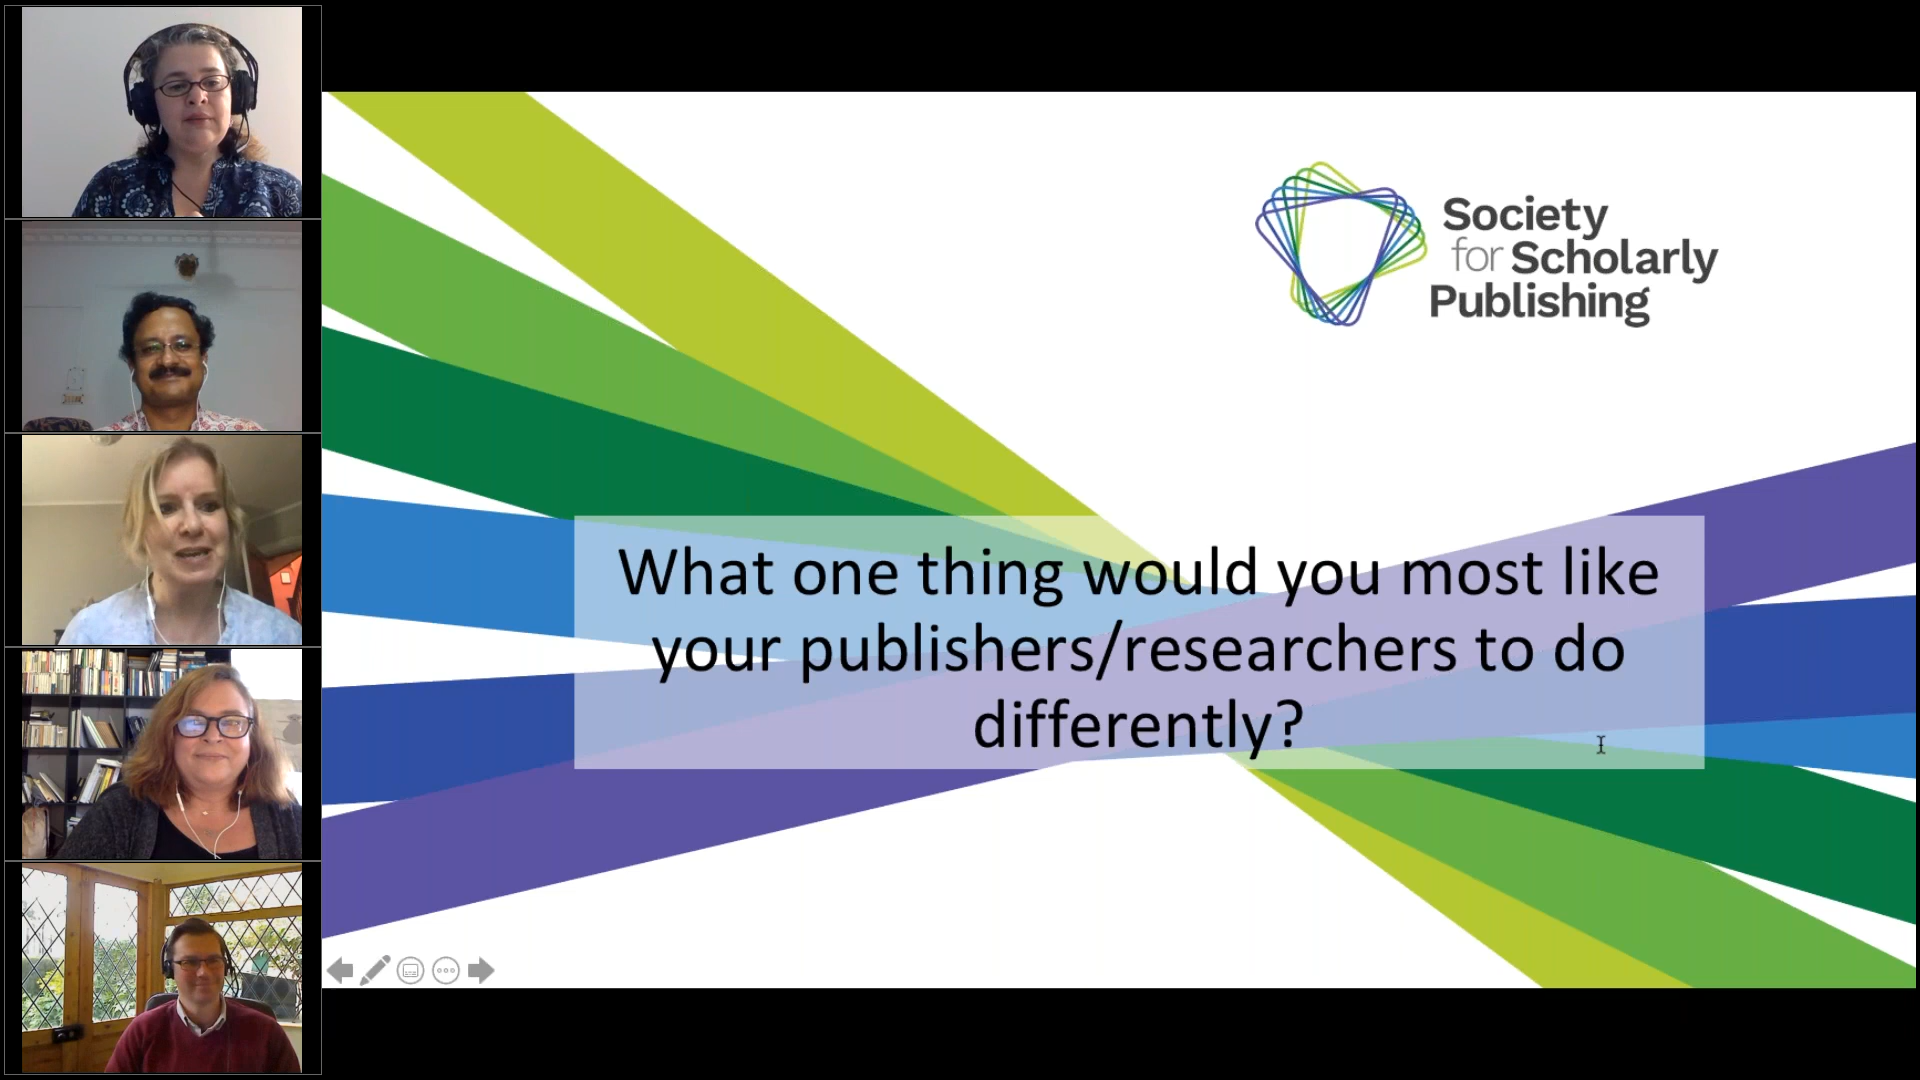 Society
for Scholarly
Publishing
What one thing would you most like
your publishers/researchers to do
differently?